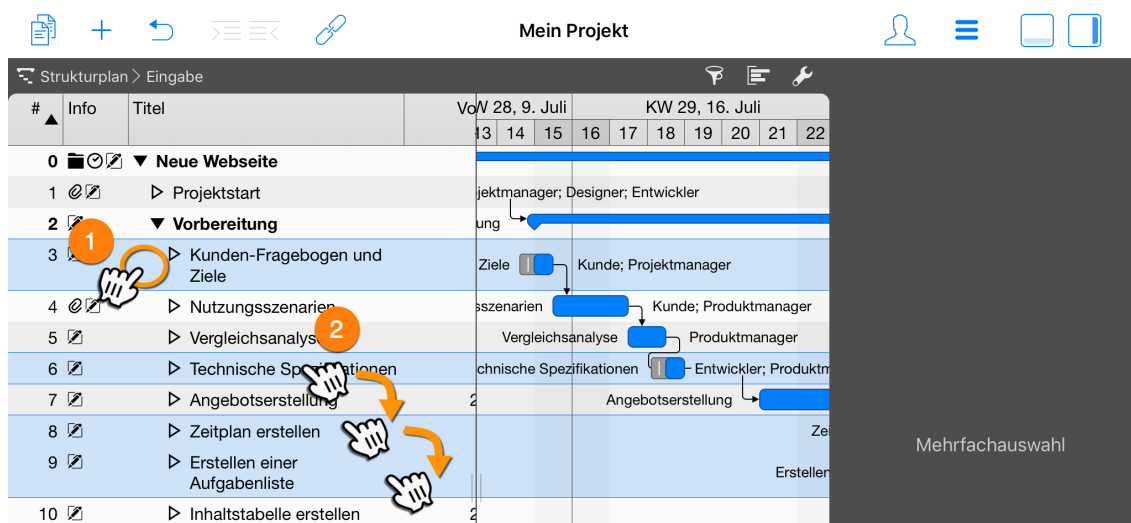 Mein Projekt
Strukturplan > Eingabe
# Info Titel Vo W 28, 9. Juli KW 29, 16. Juli
13 14 15 16 17 18 19 20 21 22
0 Neue Webseite
1 Projektstart jektmanager; Designer; Entwickler
2 Vorbereitung ung
1
3 Kunden-Fragebogen und
Ziele
Ziele Kunde; Projektmanager
4 Nutzungsszenarien sszenarien Kunde; Produktmanager
2
5 Vergleichsanalys Vergleichsanalyse Produktmanager
6 Technische Spezifikationen chnische Spezifikationen Entwickler; Produktm
7 Angebotserstellung 2 Angebotserstellung
8 Zeitplan erstellen Zei
9 Erstellen einer
Aufgabenliste
Erstellen
Mehrfachauswahl
10 Inhaltstabelle erstellen 2